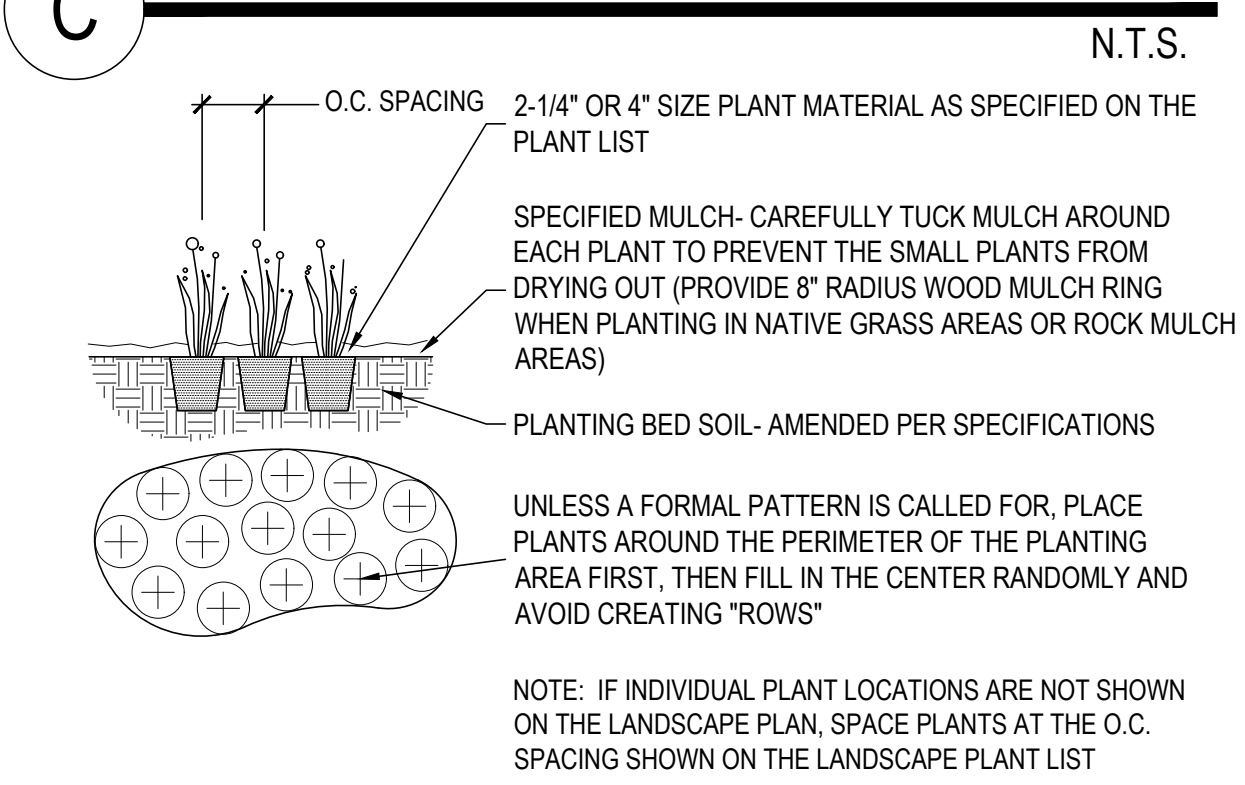 C
N.T.S.
O.C. SPACING
2-1/4" OR 4" SIZE PLANT MATERIAL AS SPECIFIED ON THE
PLANT LIST
SPECIFIED MULCH- CAREFULLY TUCK MULCH AROUND
EACH PLANT TO PREVENT THE SMALL PLANTS FROM
DRYING OUT (PROVIDE 8" RADIUS WOOD MULCH RING
WHEN PLANTING IN NATIVE GRASS AREAS OR ROCK MULCH
AREAS)
PLANTING BED SOIL- AMENDED PER SPECIFICATIONS
UNLESS A FORMAL PATTERN IS CALLED FOR, PLACE
PLANTS AROUND THE PERIMETER OF THE PLANTING
AREA FIRST, THEN FILL IN THE CENTER RANDOMLY AND
AVOID CREATING "ROWS"
NOTE: IF INDIVIDUAL PLANT LOCATIONS ARE NOT SHOWN
ON THE LANDSCAPE PLAN, SPACE PLANTS AT THE O.C.
SPACING SHOWN ON THE LANDSCAPE PLANT LIST